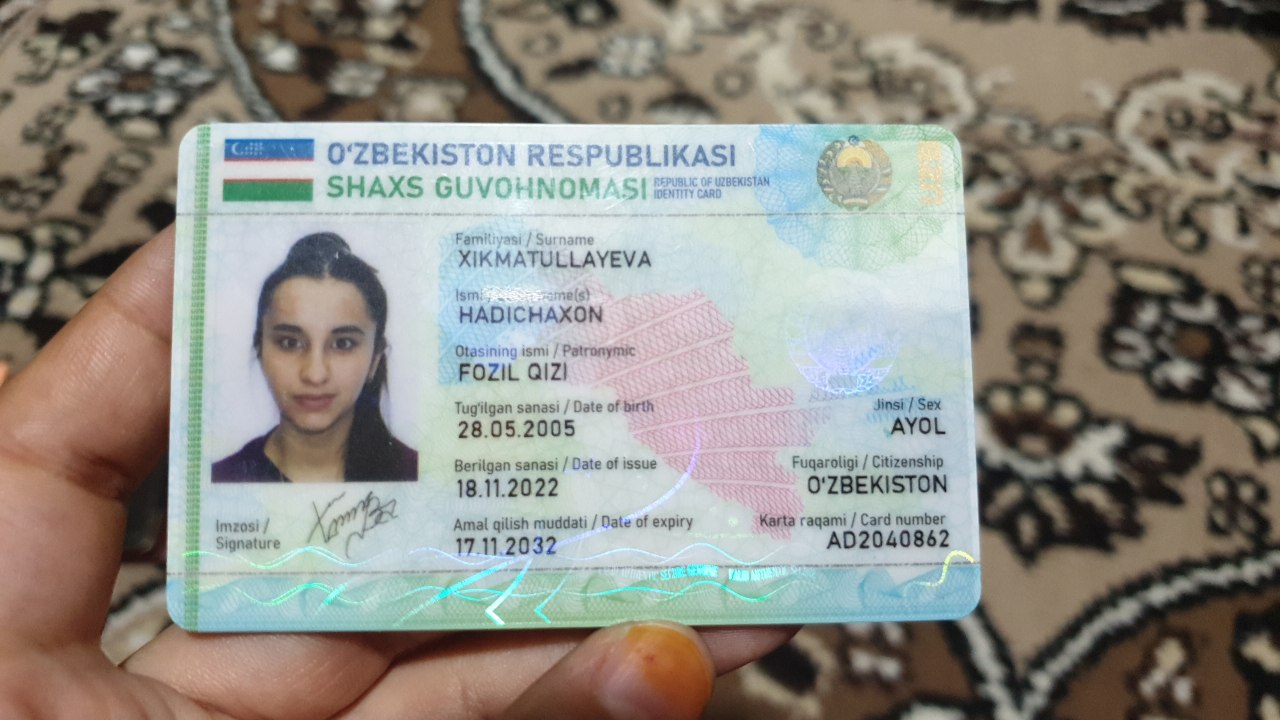 O‘ZBEKISTON RESPUBLIKASI
SHAXS GUVOHNOMASI REPUBLIC OF UZBEKISTAN
IDENTITY CARD
Familiyasi / Surname
XIKMATULLAYEVA
HADICHAXON
Otasining ismi / Patronymic
FOZIL QIZI
Tug‘ilgan sanasi / Date of birth
28.05.2005
Jinsi / Sex
AYOL
Berilgan sanasi / Date of issue
18.11.2022
Fuqaroligi / Citizenship
O‘ZBEKISTON
Amal qilish muddati / Date of expiry
17.11.2032
Karta raqami / Card number
AD2040862
Imzosi /
Signature